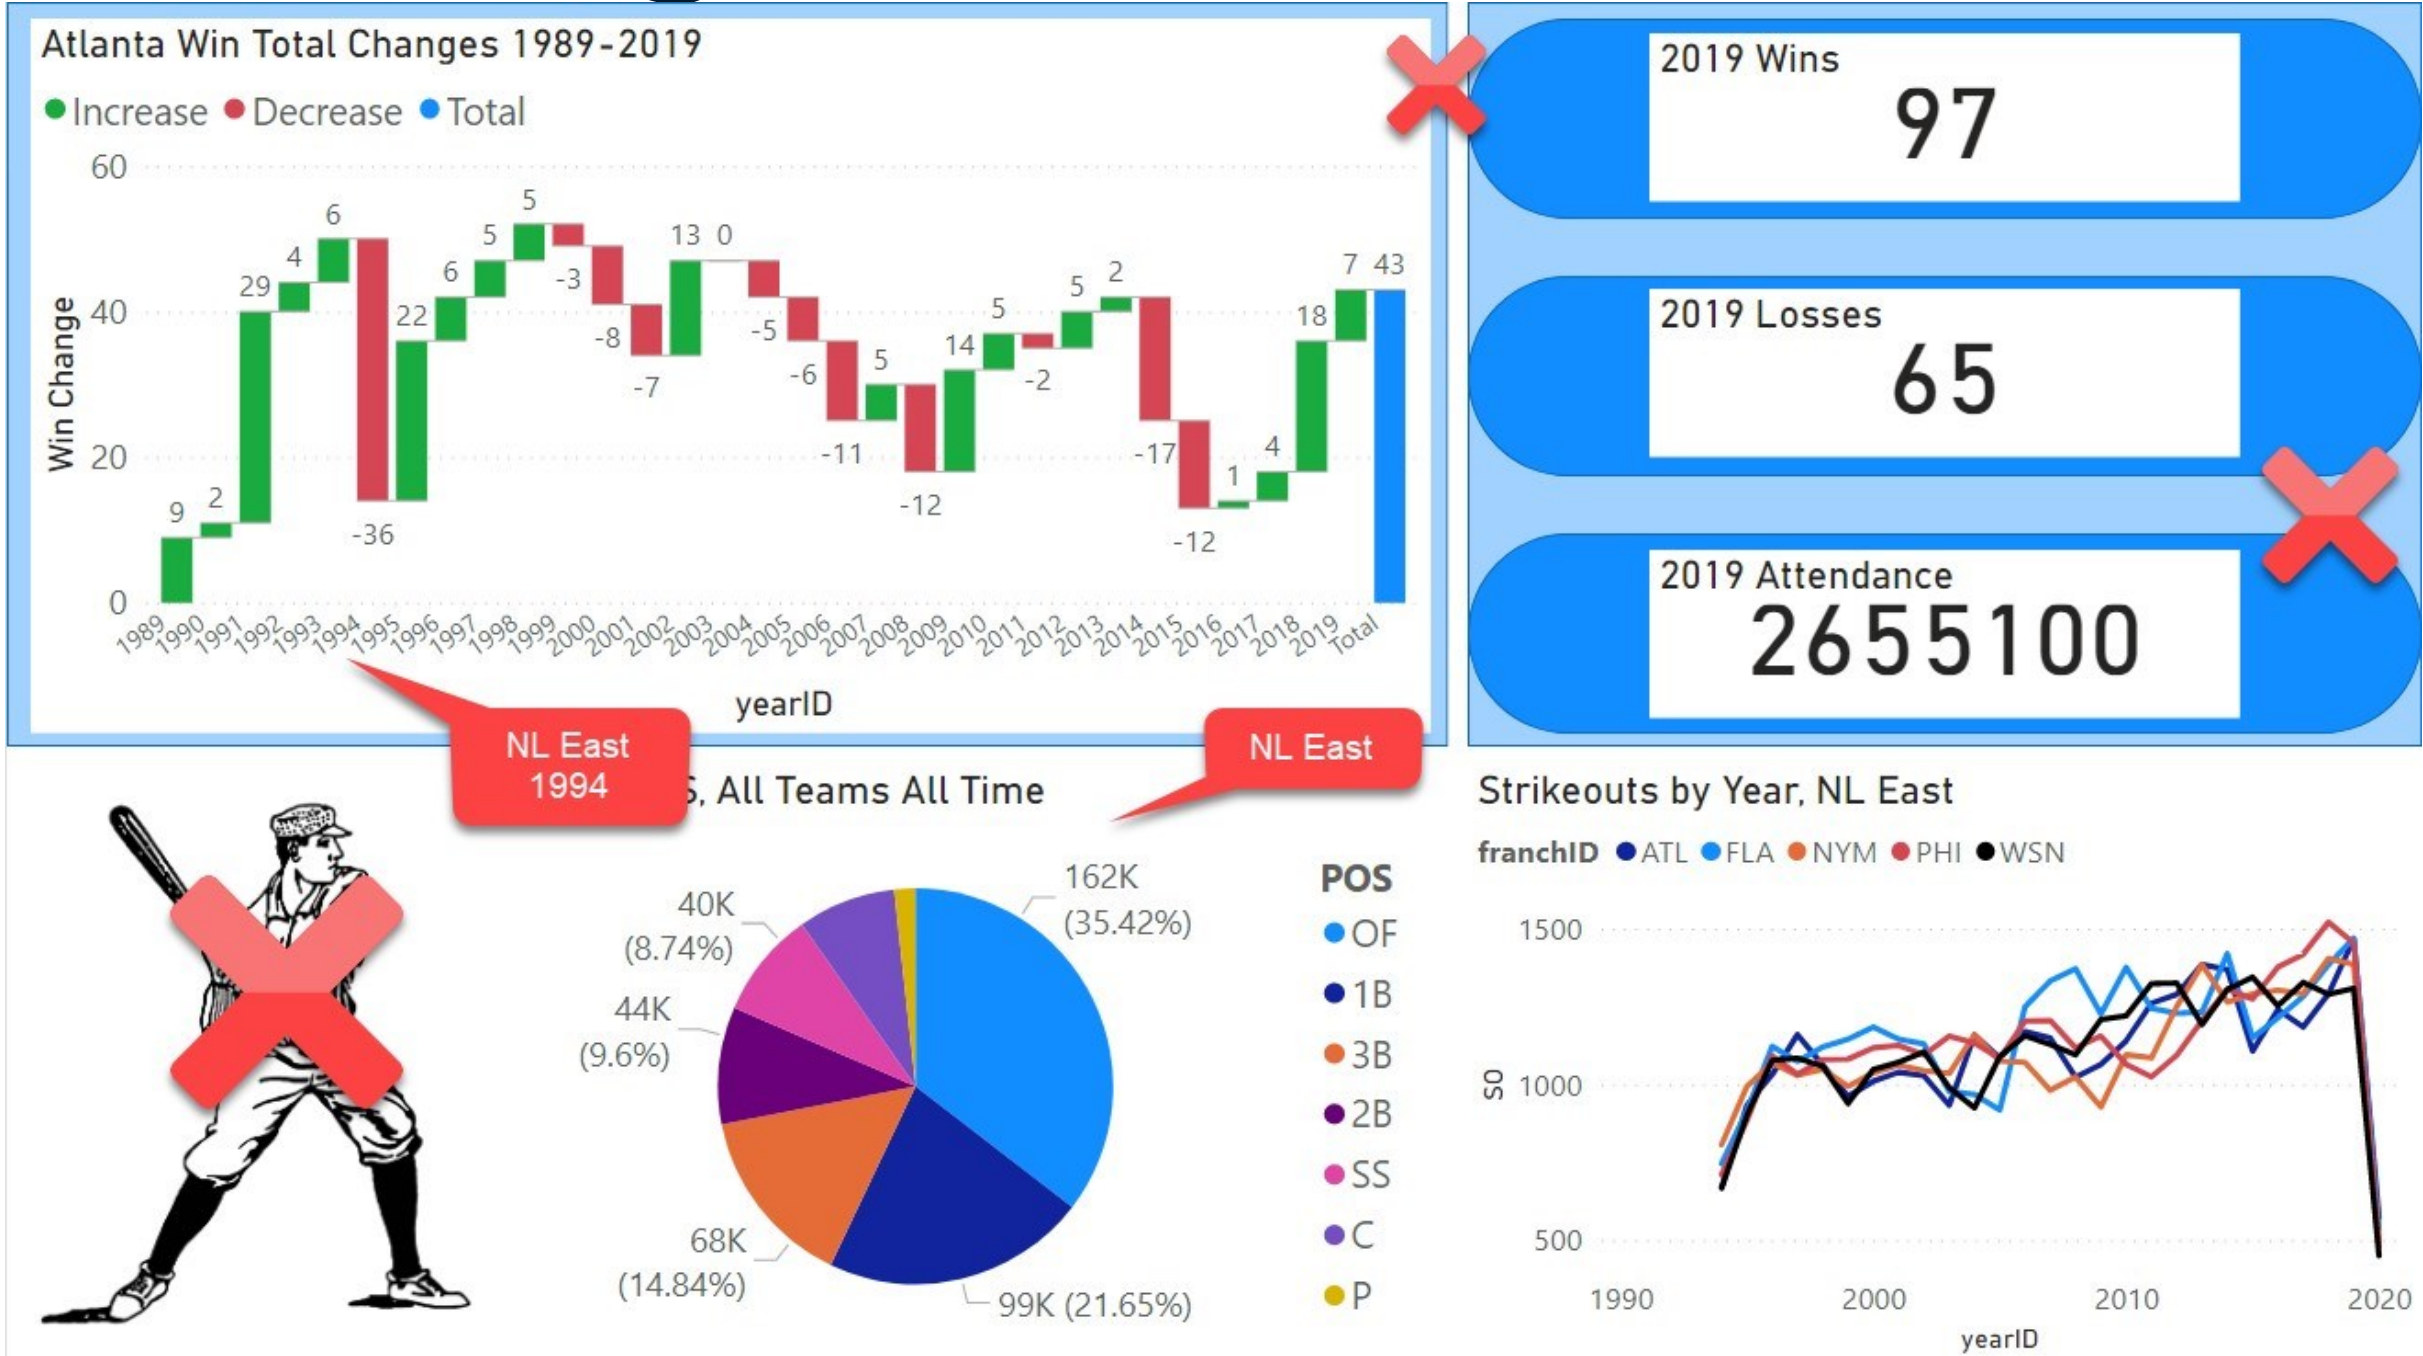 Atlanta Win Total Changes 1989-2019
Increase Decrease Total
Win Change
60
40
20
0
9
2
29
4
6
-36
22
6
5
5
-3
-8
-7
13
0
-5
-6
-11
5
-12
14
5
-2
5
2
-17
-12
1
4
18
7
43
1989 1990 1991 1992 1993 1994 1995 1996 1997 1998 1999 2000 2001 2002 2003 2004 2005 2006 2007 2008 2009 2010 2011 2012 2013 2014 2015 2016 2017 2018 2019 Total
yearID
2019 Wins
97
2019 Losses
65
2019 Attendance
2655100
NL East
1994
NL East
, All Teams All Time
162K
(35.42%)
99K (21.65%)
68K
(14.84%)
44K
(9.6%)
40K
(8.74%)
POS
OF
1B
3B
2B
SS
C
P
Strikeouts by Year, NL East
franchID ATL FLA NYM PHI WSN
SO
1500
1000
500
1990 2000 2010 2020
yearID